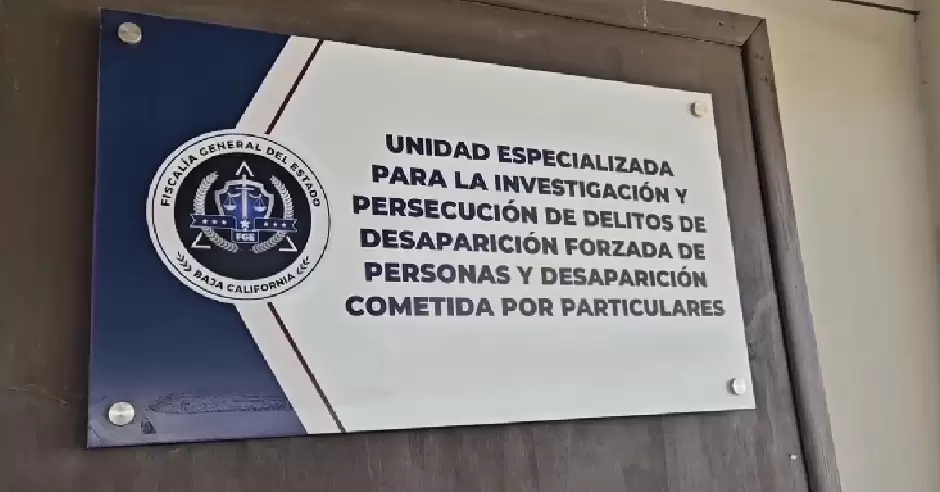 FISCALÍA GENERAL DEL ESTADO
FGE
BAJA CALIFORNIA
UNIDAD ESPECIALIZADA
PARA LA INVESTIGACIÓN Y
PERSECUCIÓN DE DELITOS DE
DESAPARICIÓN FORZADA DE
PERSONAS Y DESAPARICIÓN
COMETIDA POR PARTICULARES